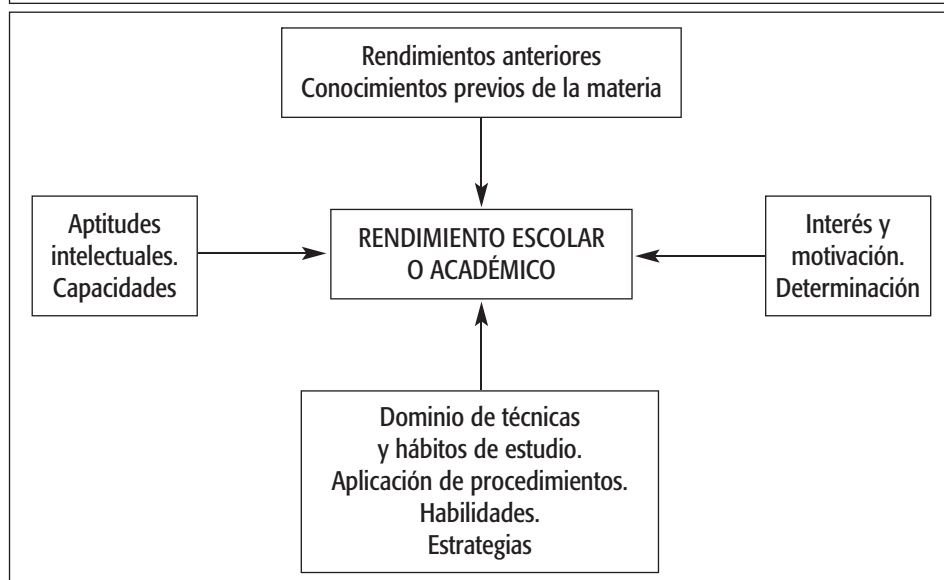 Rendimientos anteriores
Conocimientos previos de la materia
Aptitudes
intelectuales.
Capacidades
RENDIMIENTO ESCOLAR
O ACADÉMICO
Interés y
motivación.
Determinación
Dominio de técnicas
y hábitos de estudio.
Aplicación de procedimientos.
Habilidades.
Estrategias